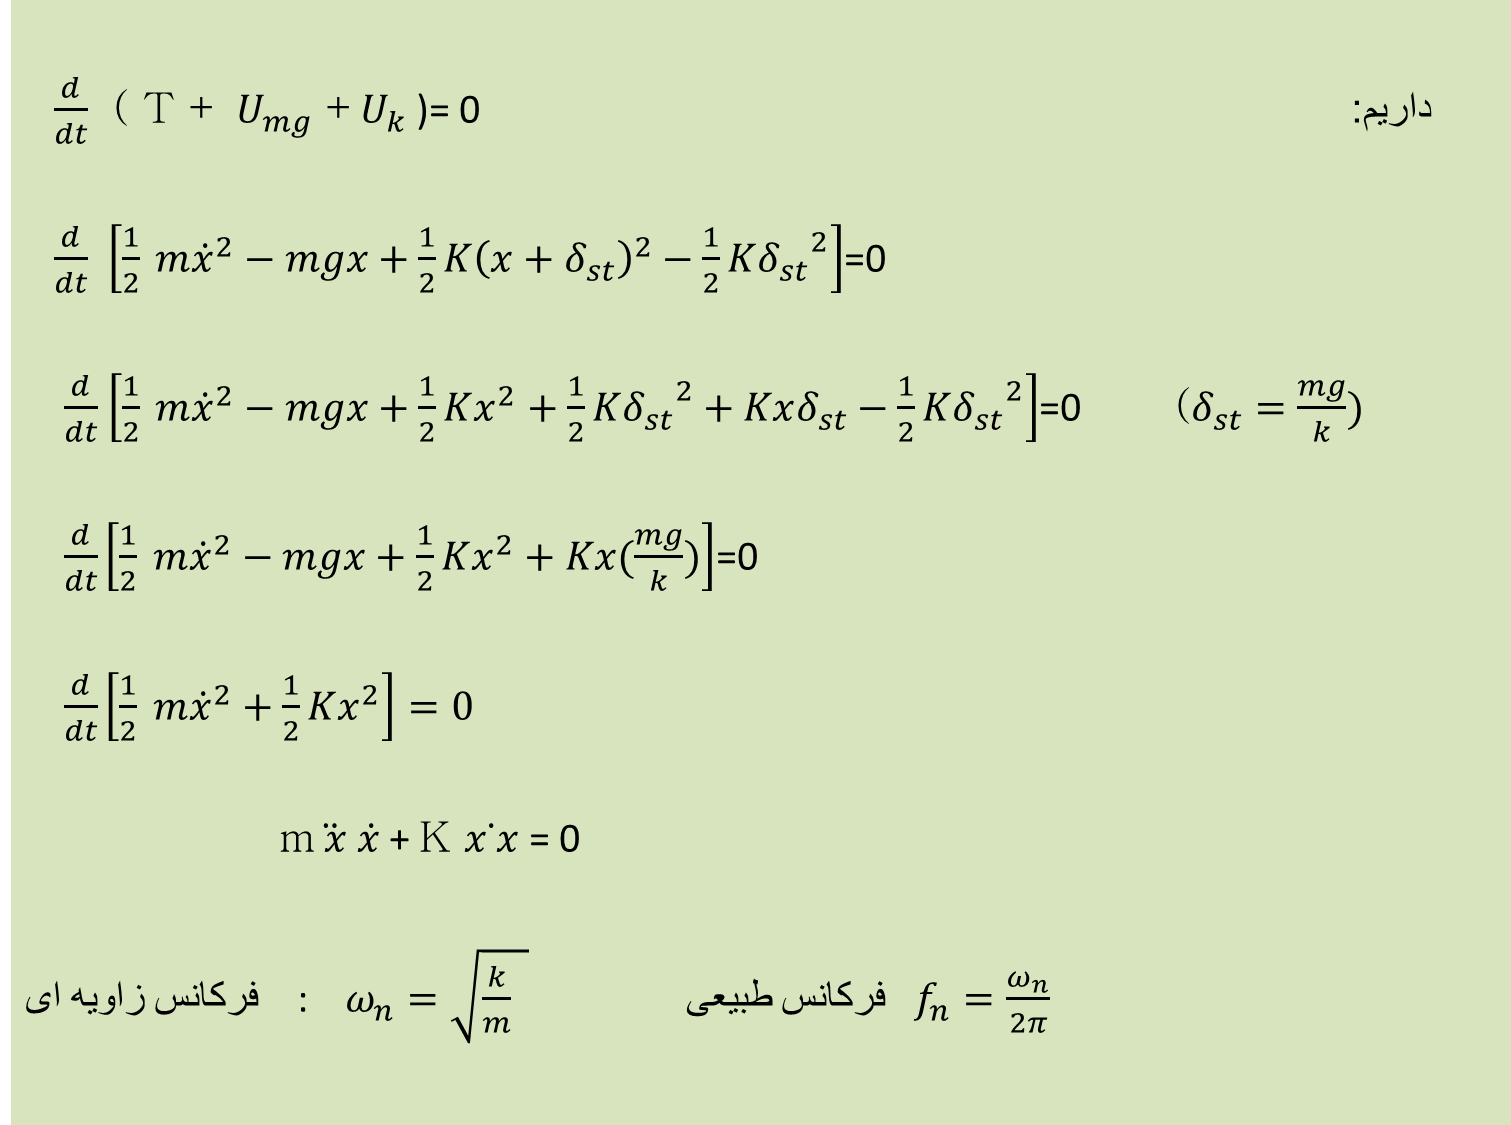 داریم: d/dt ( T + U_mg + U_k )= 0
d/dt [1/2 mẋ² − mgx + 1/2 K(x + δ_st)² − 1/2 Kδ_st²]=0
d/dt [1/2 mẋ² − mgx + 1/2 Kx² + 1/2 Kδ_st² + Kxδ_st − 1/2 Kδ_st²]=0 (δ_st = mg/k)
d/dt [1/2 mẋ² − mgx + 1/2 Kx² + Kx(mg/k)]=0
d/dt [1/2 mẋ² + 1/2 Kx²] = 0
m ẍ ẋ + K x˙x = 0
فرکانس زاویه ای : ω_n = √(k/m) فرکانس طبیعی f_n = ω_n/2π